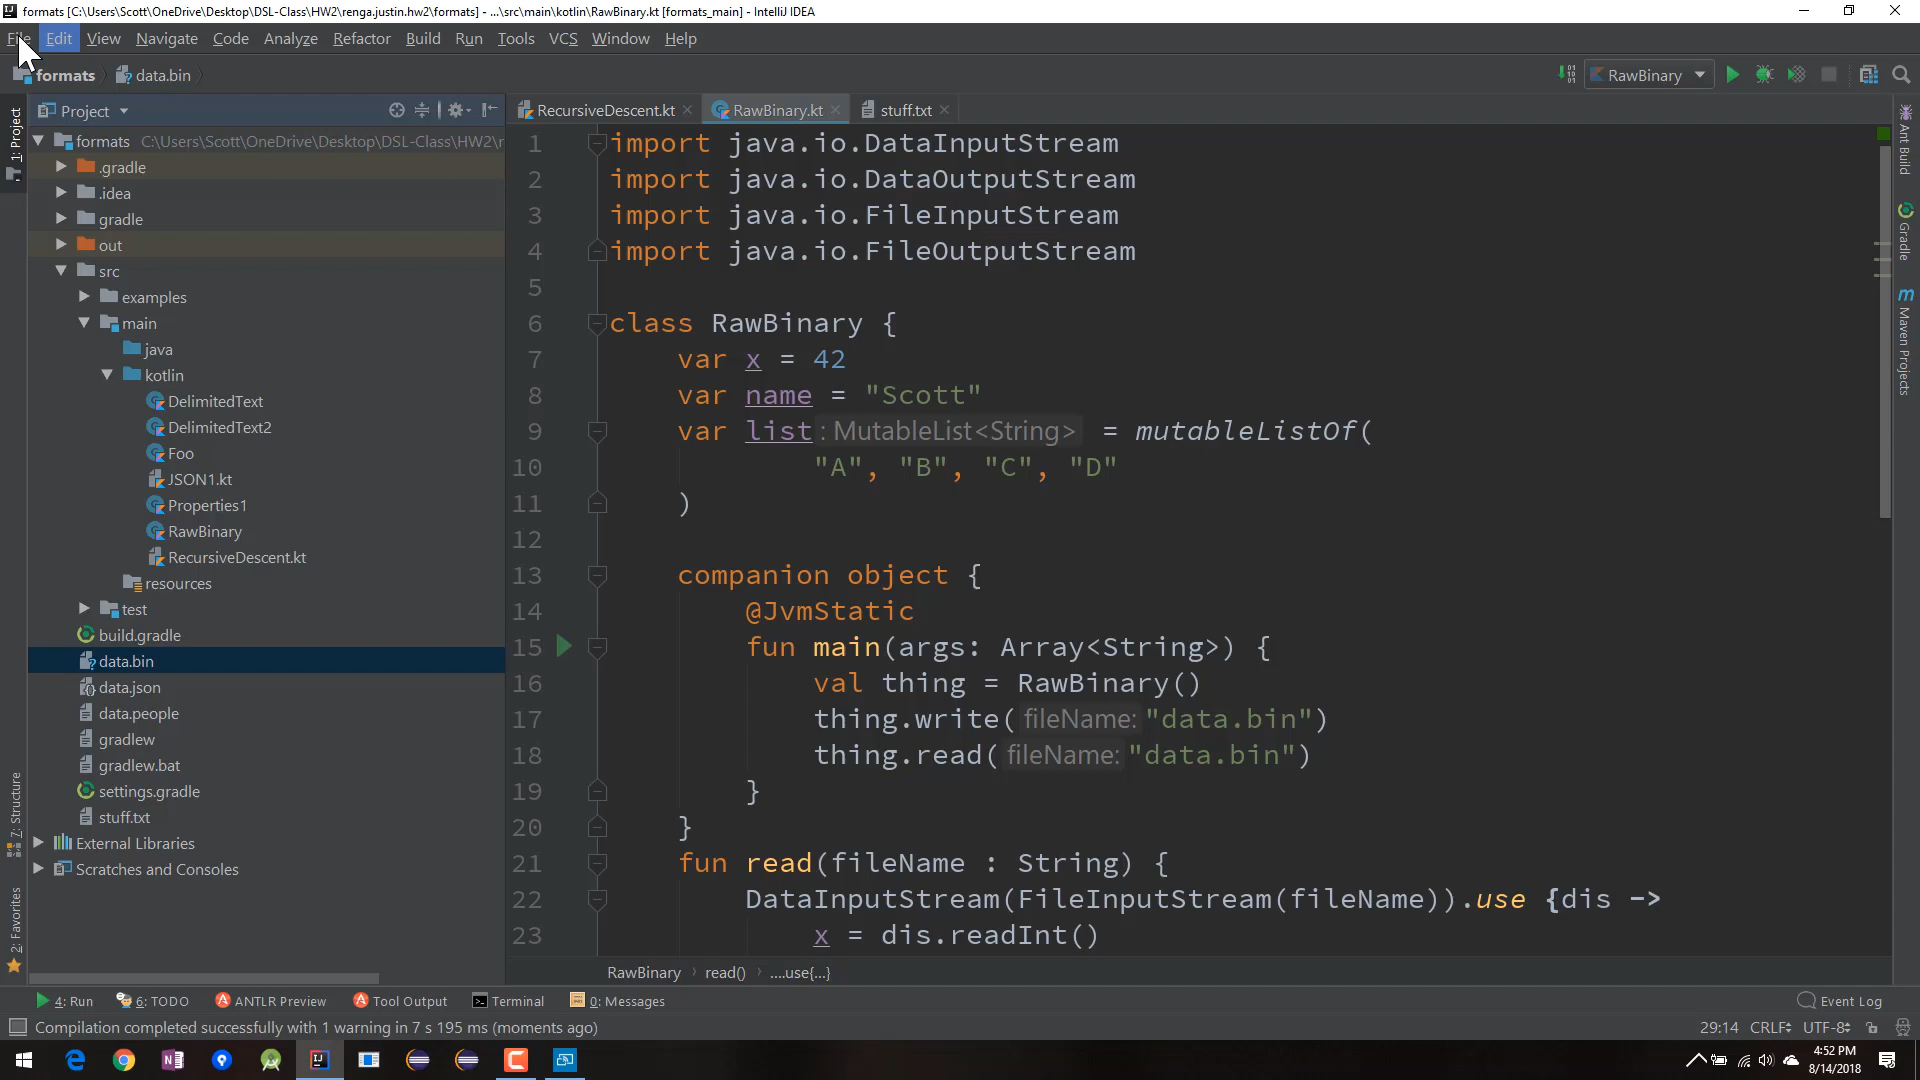 formats [C:\Users\Scott\OneDrive\Desktop\DSL-Class\HW2\renga.justin.hw2\formats] - ...\src\main\kotlin\RawBinary.kt [formats_main] - IntelliJ IDEA
File Edit View Navigate Code Analyze Refactor Build Run Tools VCS Window Help
formats data.bin RawBinary
Project
RecursiveDescent.kt RawBinary.kt stuff.txt
1: Project
7: Structure
2: Favorites
formats C:\Users\Scott\OneDrive\Desktop\DSL-Class\HW2\r
.gradle
.idea
gradle
out
src
examples
main
java
kotlin
DelimitedText
DelimitedText2
Foo
JSON1.kt
Properties1
RawBinary
RecursiveDescent.kt
resources
test
build.gradle
data.bin
data.json
data.people
gradlew
gradlew.bat
settings.gradle
stuff.txt
External Libraries
Scratches and Consoles
1 import java.io.DataInputStream
2 import java.io.DataOutputStream
3 import java.io.FileInputStream
4 import java.io.FileOutputStream
5
6 class RawBinary {
7 var x = 42
8 var name = "Scott"
9 var list : MutableList<String> = mutableListOf(
10 "A", "B", "C", "D"
11 )
12
13 companion object {
14 @JvmStatic
15 fun main(args: Array<String>) {
16 val thing = RawBinary()
17 thing.write( fileName: "data.bin")
18 thing.read( fileName: "data.bin")
19 }
20 }
21 fun read(fileName : String) {
22 DataInputStream(FileInputStream(fileName)).use {dis ->
23 x = dis.readInt()
RawBinary read() ....use{...}
Ant Build
Gradle
Maven Projects
4: Run 6: TODO ANTLR Preview Tool Output Terminal 0: Messages Event Log
Compilation completed successfully with 1 warning in 7 s 195 ms (moments ago) 29:14 CRLF UTF-8
4:52 PM
8/14/2018